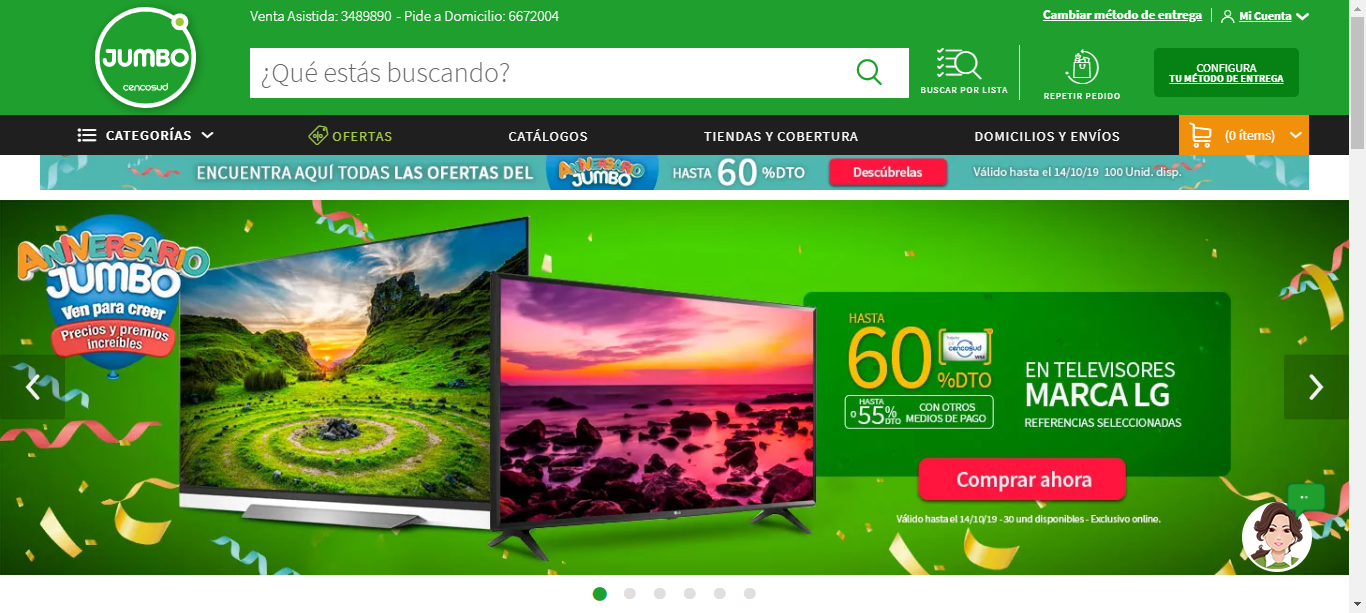 Venta Asistida: 3489890 - Pide a Domicilio: 6672004
Cambiar método de entrega
Mi Cuenta
JUMBO
cencosud
¿Qué estás buscando?
BUSCAR POR LISTA
REPETIR PEDIDO
CONFIGURA
TU MÉTODO DE ENTREGA
CATEGORÍAS
OFERTAS
CATÁLOGOS
TIENDAS Y COBERTURA
DOMICILIOS Y ENVÍOS
(0 ítems)
ENCUENTRA AQUÍ TODAS LAS OFERTAS DEL
ANIVERSARIO
JUMBO
HASTA 60 %DTO
Descúbrelas
Válido hasta el 14/10/19 100 Unid. disp.
ANIVERSARIO
JUMBO
Ven para creer
Precios y premios
increíbles
HASTA
60 %DTO
cencosud
O HASTA 55% DTO
CON OTROS
MEDIOS DE PAGO
EN TELEVISORES
MARCA LG
REFERENCIAS SELECCIONADAS
Comprar ahora
Válido hasta el 14/10/19 - 30 und disponibles - Exclusivo online.
LG